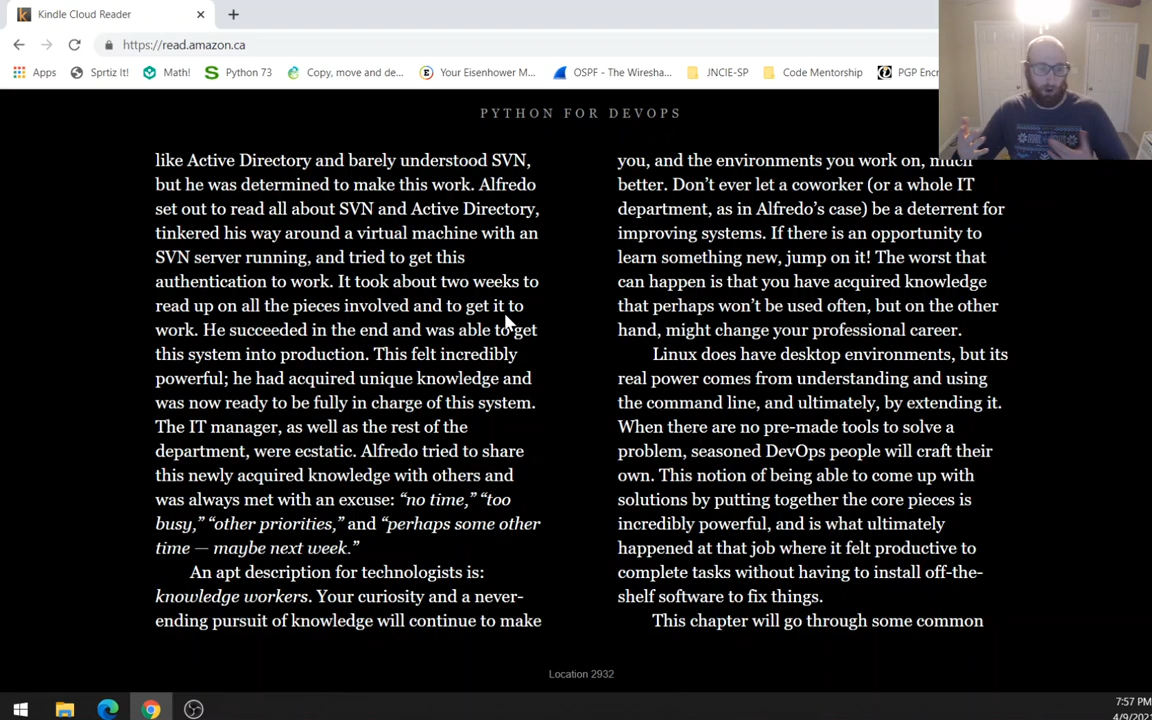 Kindle Cloud Reader
https://read.amazon.ca
Apps
Sprtiz It!
Math!
Python 73
Copy, move and de...
Your Eisenhower M...
OSPF - The Wiresha...
JNCIE-SP
Code Mentorship
PGP Enc
PYTHON FOR DEVOPS
like Active Directory and barely understood SVN,
but he was determined to make this work. Alfredo
set out to read all about SVN and Active Directory,
tinkered his way around a virtual machine with an
SVN server running, and tried to get this
authentication to work. It took about two weeks to
read up on all the pieces involved and to get it to
work. He succeeded in the end and was able to get
this system into production. This felt incredibly
powerful; he had acquired unique knowledge and
was now ready to be fully in charge of this system.
The IT manager, as well as the rest of the
department, were ecstatic. Alfredo tried to share
this newly acquired knowledge with others and
was always met with an excuse: “no time,” “too
busy,” “other priorities,” and “perhaps some other
time — maybe next week.”
An apt description for technologists is:
knowledge workers. Your curiosity and a never-
ending pursuit of knowledge will continue to make
you, and the environments you work on, much
better. Don’t ever let a coworker (or a whole IT
department, as in Alfredo’s case) be a deterrent for
improving systems. If there is an opportunity to
learn something new, jump on it! The worst that
can happen is that you have acquired knowledge
that perhaps won’t be used often, but on the other
hand, might change your professional career.
Linux does have desktop environments, but its
real power comes from understanding and using
the command line, and ultimately, by extending it.
When there are no pre-made tools to solve a
problem, seasoned DevOps people will craft their
own. This notion of being able to come up with
solutions by putting together the core pieces is
incredibly powerful, and is what ultimately
happened at that job where it felt productive to
complete tasks without having to install off-the-
shelf software to fix things.
This chapter will go through some common
Location 2932
7:57 PM